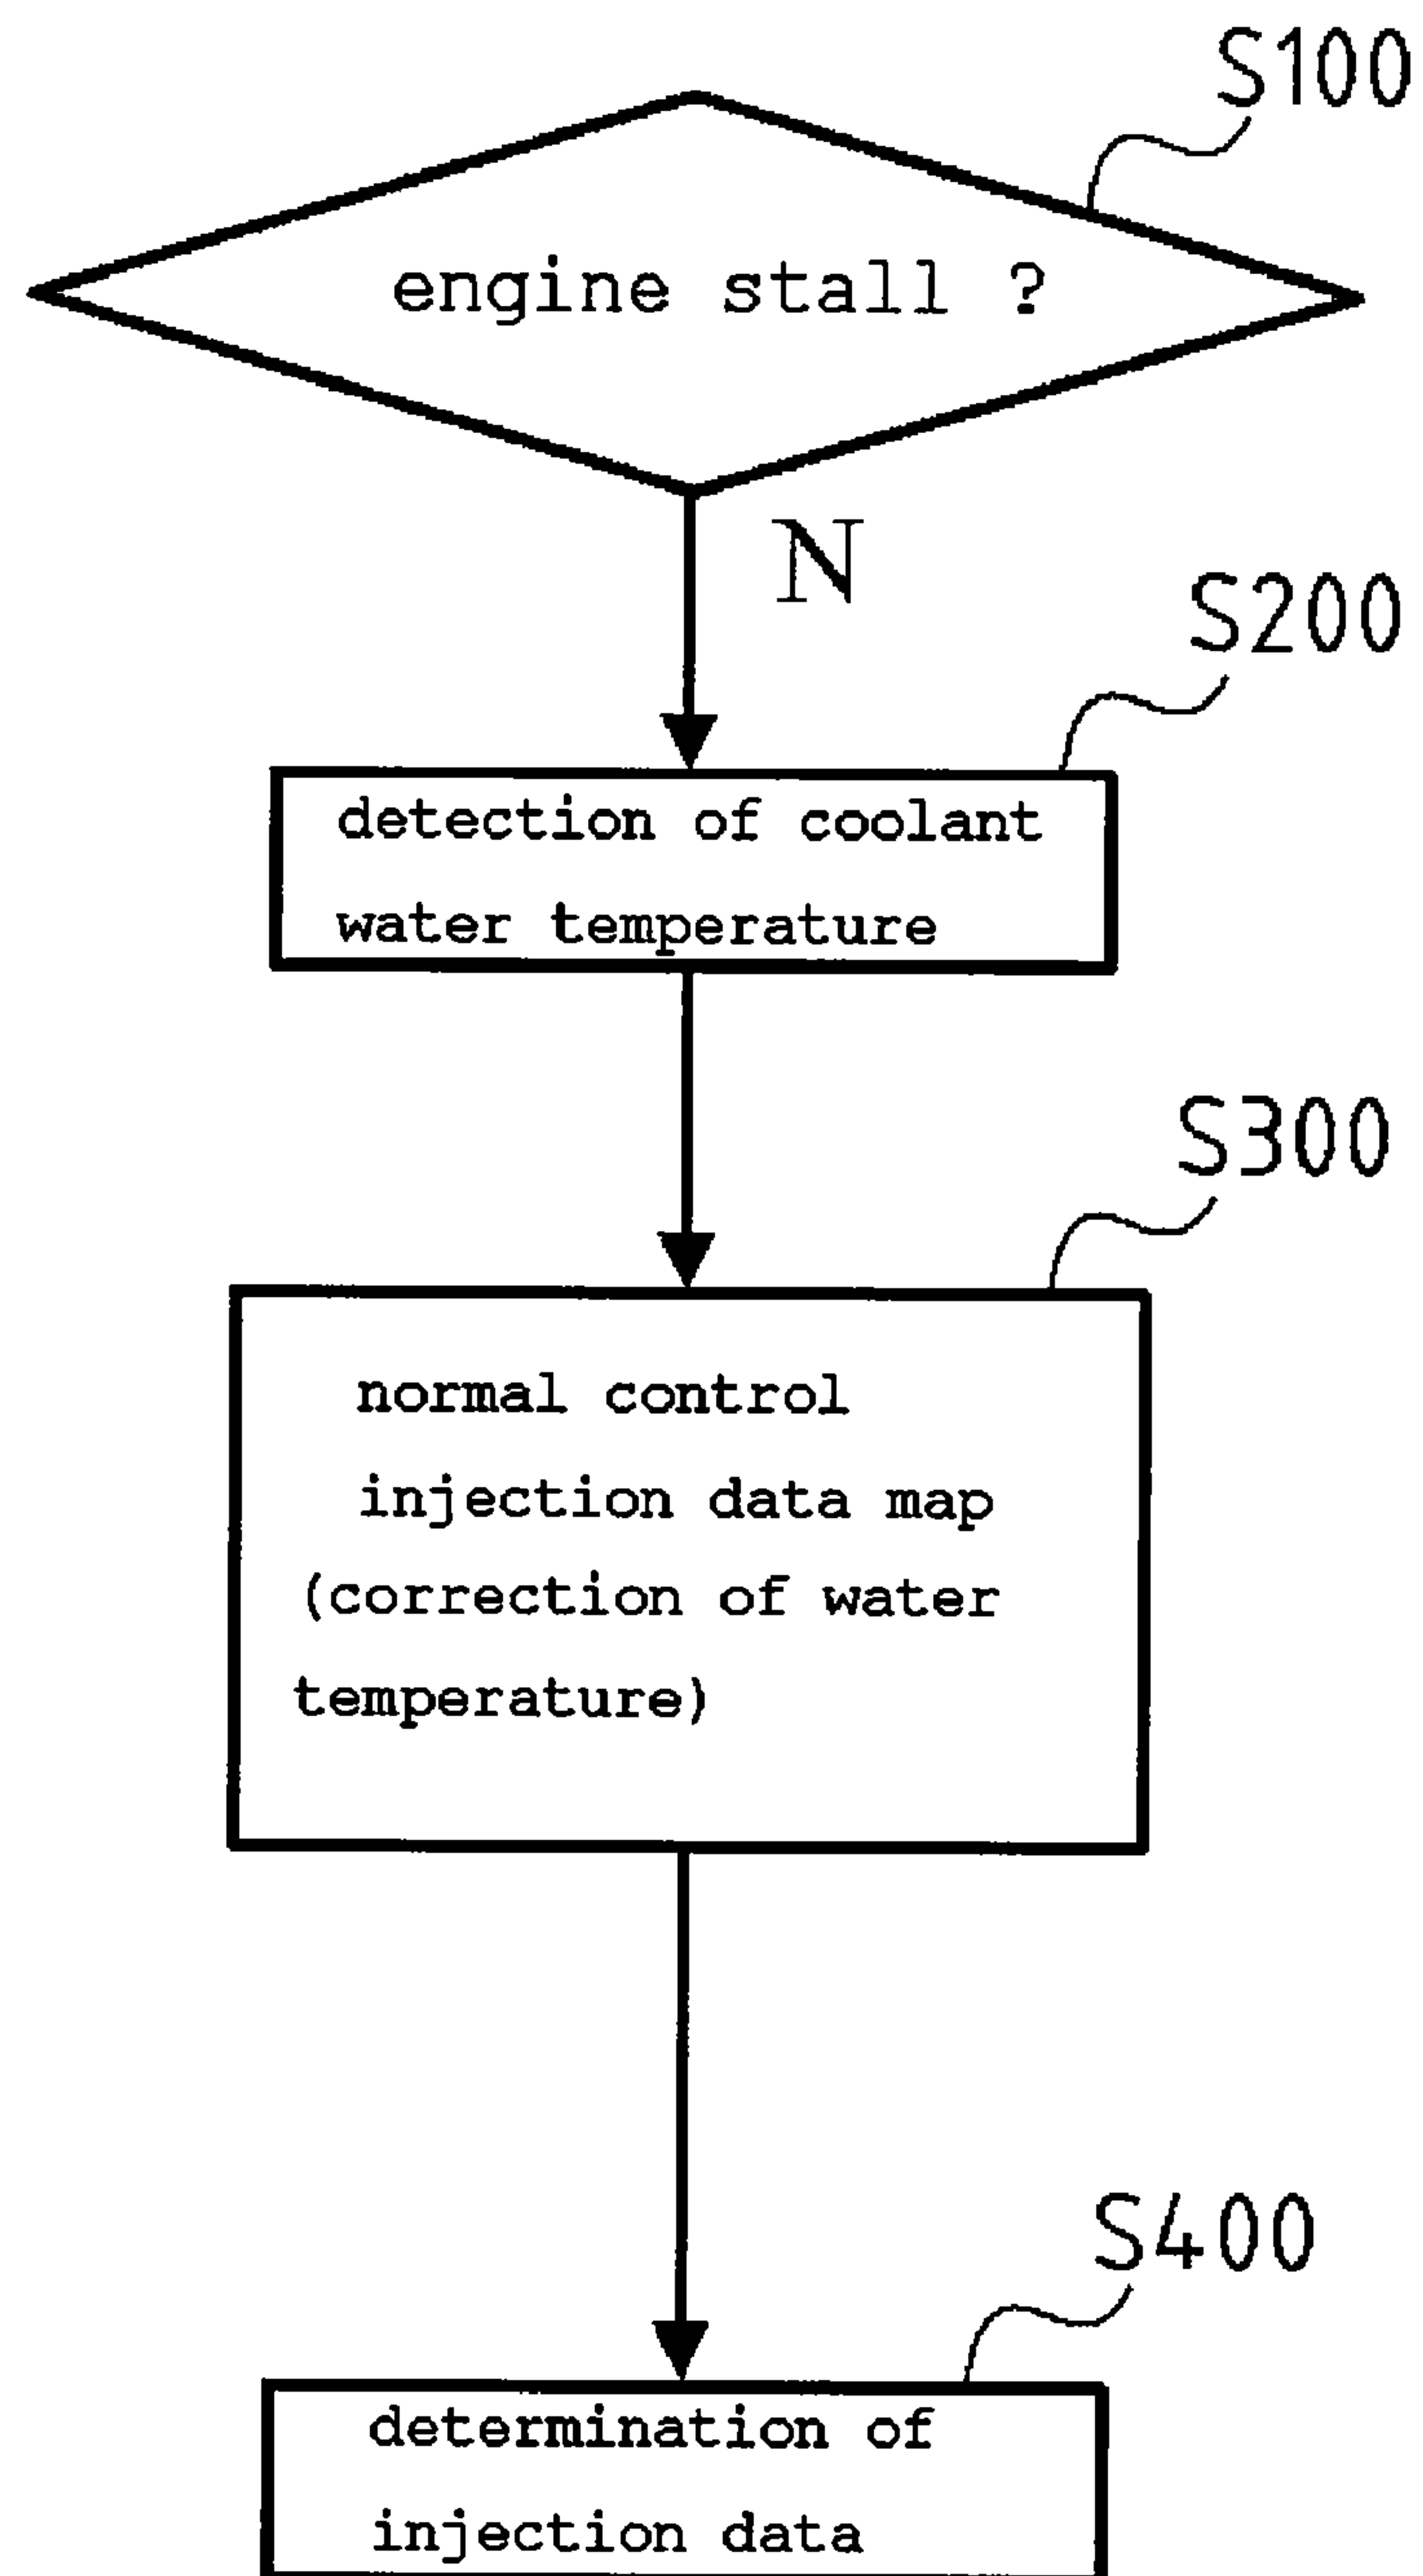 S100
engine stall ?
N
S200
detection of coolant
water temperature
S300
normal control
injection data map
(correction of water
temperature)
S400
determination of
injection data